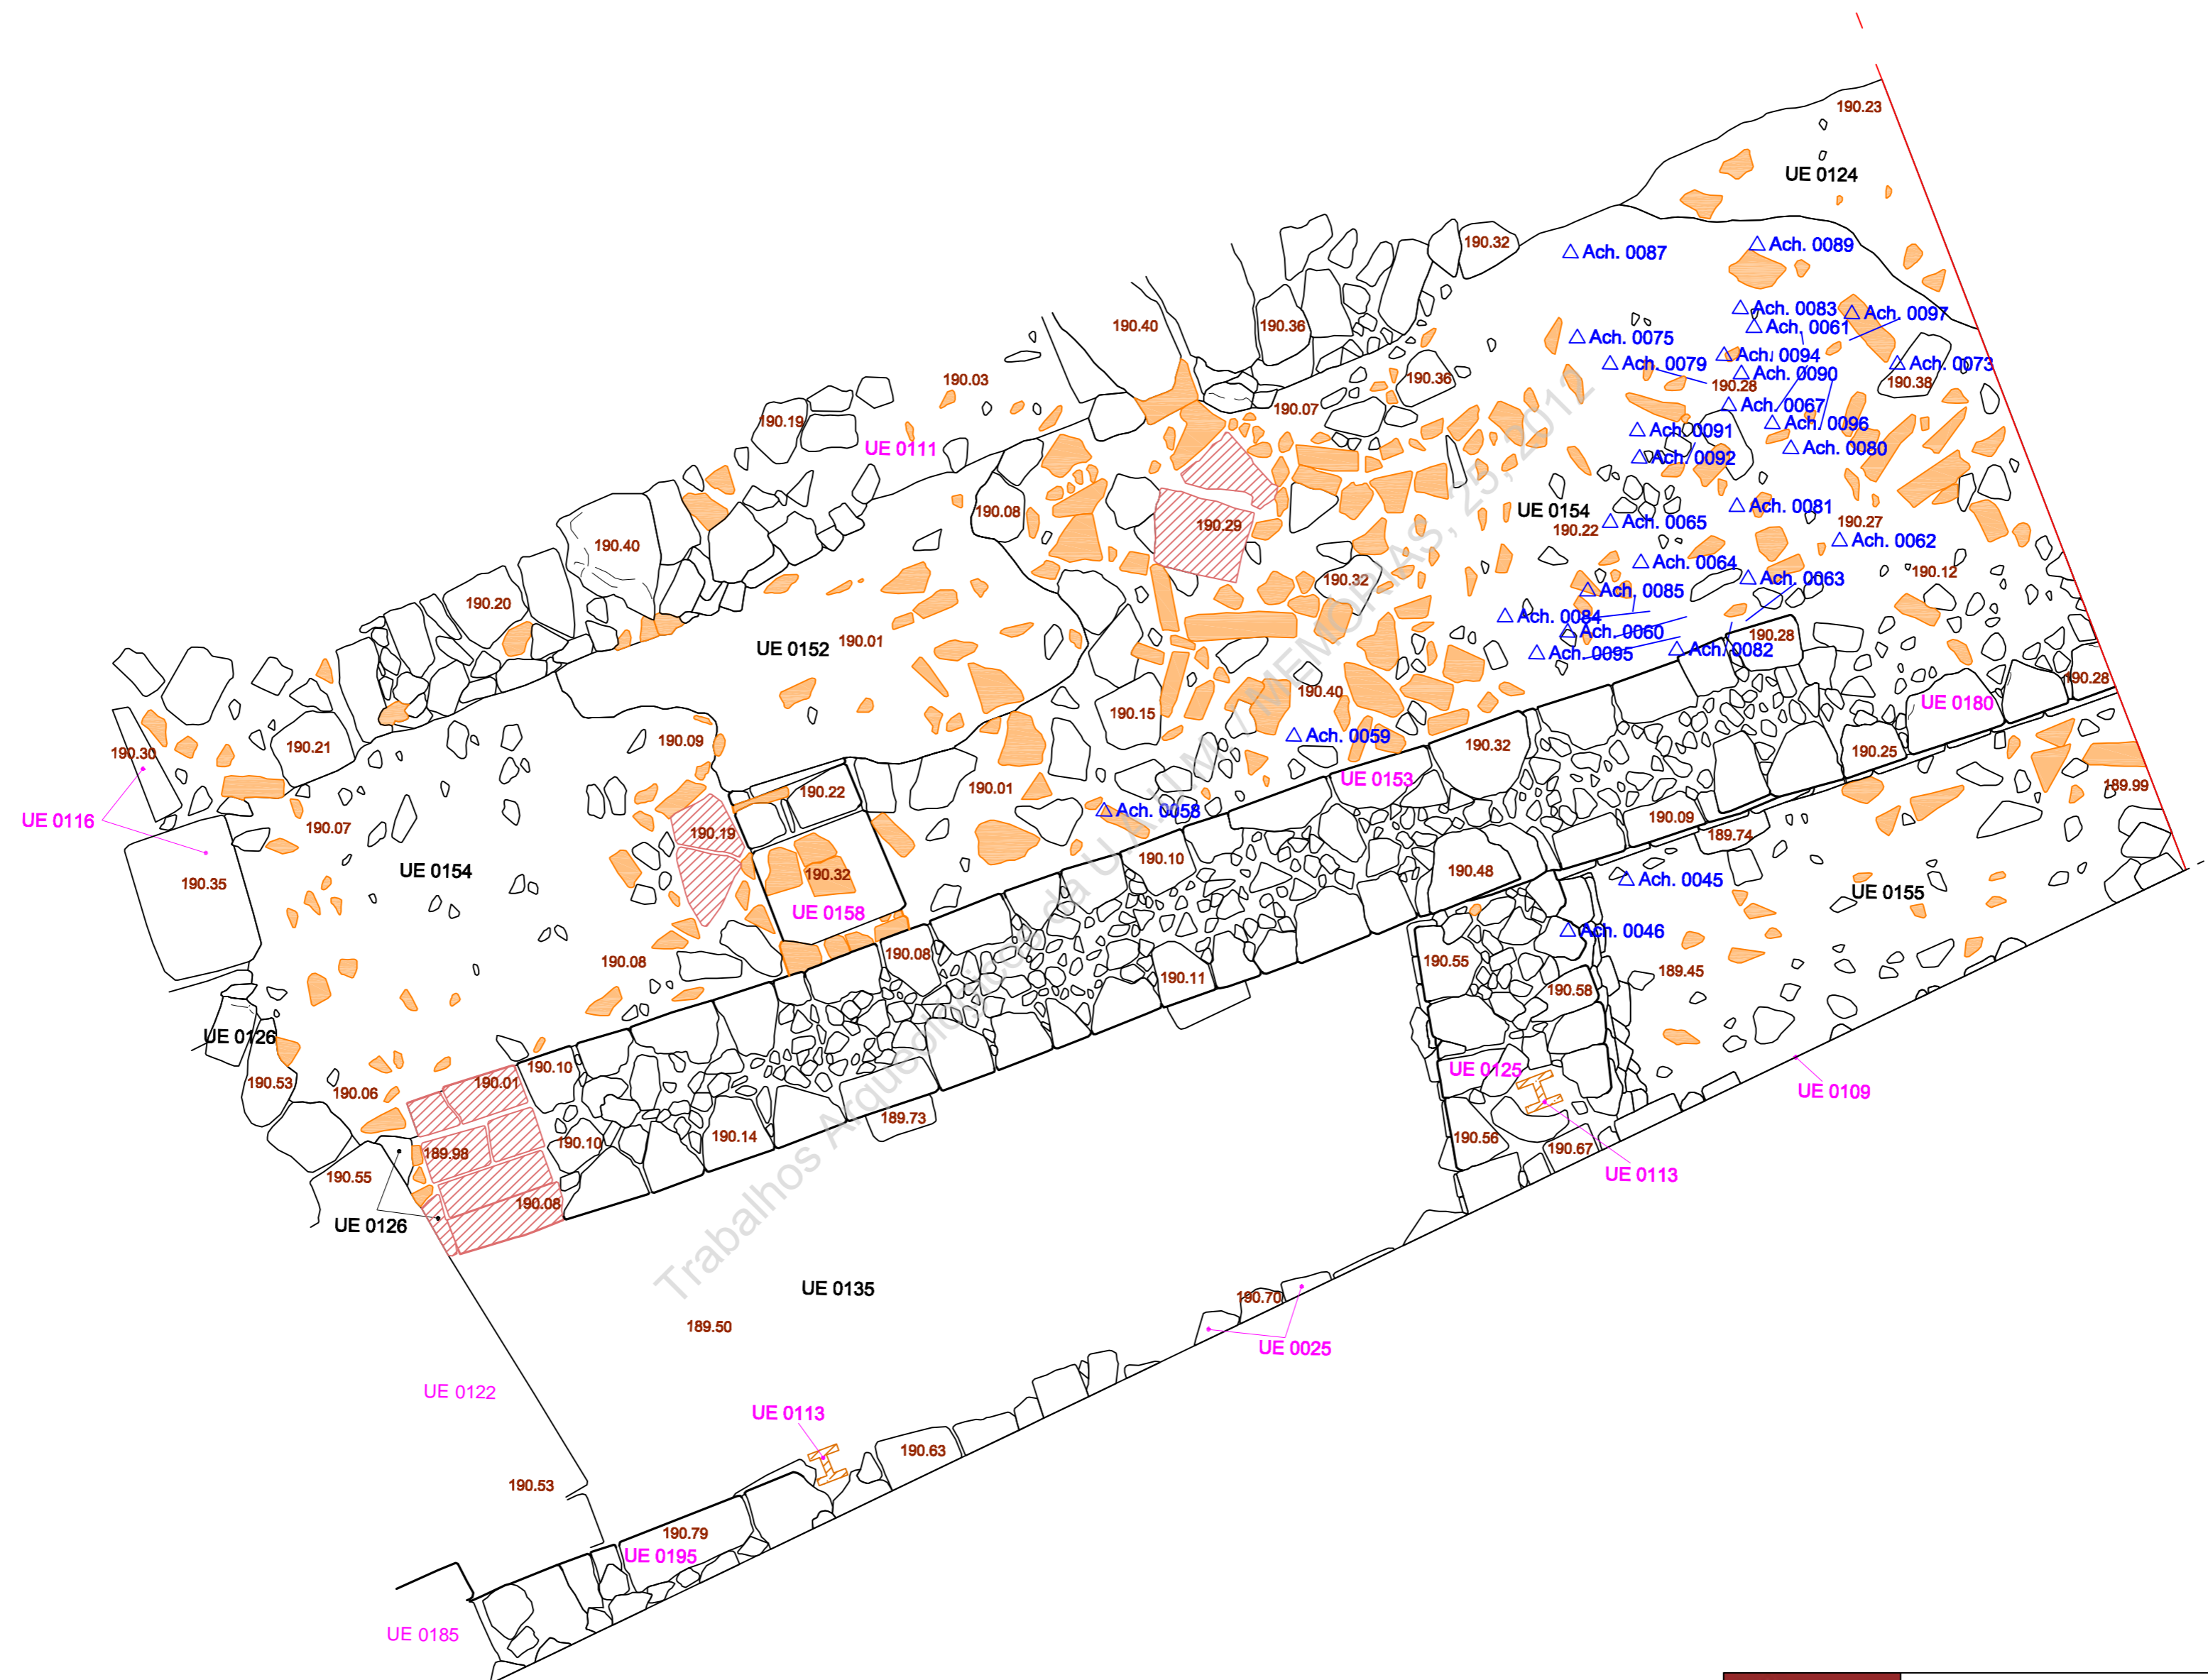 190.23
UE 0124
190.32
Ach. 0087
Ach. 0089
Ach. 0083
Ach. 0097
190.40
190.36
Ach. 0061
Ach. 0075
Ach. 0094
Ach. 0079
Ach. 0073
190.03
190.36
190.28
Ach. 0090
190.38
190.07
Ach. 0067
190.19
Ach. 0096
UE 0111
Ach. 0091
Ach. 0080
Ach. 0092
190.08
UE 0154
Ach. 0081
190.40
190.29
190.22
Ach. 0065
190.27
Ach. 0062
Ach. 0064
190.32
Ach. 0063
190.12
190.20
Ach. 0085
Ach. 0084
UE 0152
190.01
Ach. 0060
190.28
Ach. 0095
Ach. 0082
190.28
190.40
UE 0180
190.15
190.30
190.21
190.09
Ach. 0059
190.32
190.25
UE 0153
189.99
190.22
190.01
UE 0116
190.07
Ach. 0058
190.09
190.19
189.74
190.35
UE 0154
190.32
190.10
190.48
Ach. 0045
UE 0155
UE 0158
Ach. 0046
190.08
190.08
190.11
190.55
190.58
189.45
UE 0126
190.53
190.06
190.01
190.10
UE 0125
UE 0109
189.73
190.14
190.10
189.98
190.56
190.67
190.55
190.08
UE 0113
UE 0126
UE 0135
190.70
189.50
UE 0025
UE 0122
UE 0113
190.63
190.53
190.79
UE 0195
UE 0185
Trabalhos Arqueológicos da U.A.U.M. / MEMÓRIAS, 25, 2012